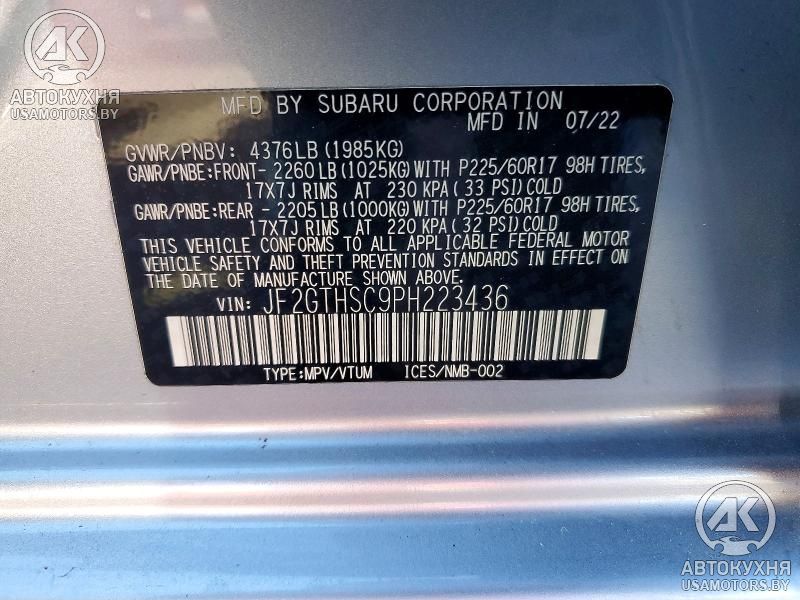 AK
АВТОКУХНЯ
USAMOTORS.BY
MFD BY SUBARU CORPORATION
MFD IN 07/22
GVWR/PNBV: 4376LB(1985KG)
GAWR/PNBE:FRONT- 2260LB(1025KG)WITH P225/60R17 98H TIRES,
17X7J RIMS AT 230 KPA(33 PSI)COLD
GAWR/PNBE:REAR - 2205LB(1000KG)WITH P225/60R17 98H TIRES,
17X7J RIMS AT 220 KPA(32 PSI)COLD
THIS VEHICLE CONFORMS TO ALL APPLICABLE FEDERAL MOTOR
VEHICLE SAFETY AND THEFT PREVENTION STANDARDS IN EFFECT ON
THE DATE OF MANUFACTURE SHOWN ABOVE.
VIN: JF2GTHSC9PH223436
TYPE:MPV/VTUM ICES/NMB-002
AK
АВТОКУХНЯ
USAMOTORS.BY